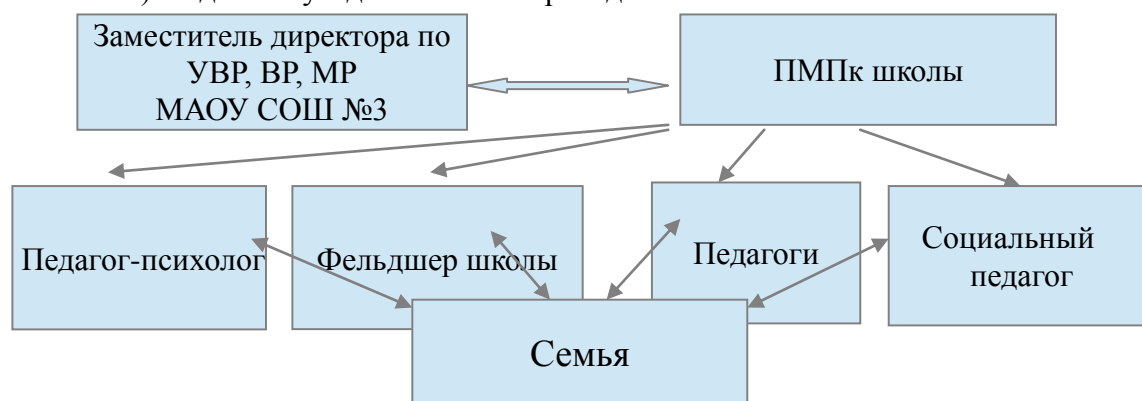 Заместитель директора по
УВР, ВР, МР
МАОУ СОШ №3
ПМПк школы
Педагог-психолог
Фельдшер школы
Педагоги
Социальный
педагог
Семья